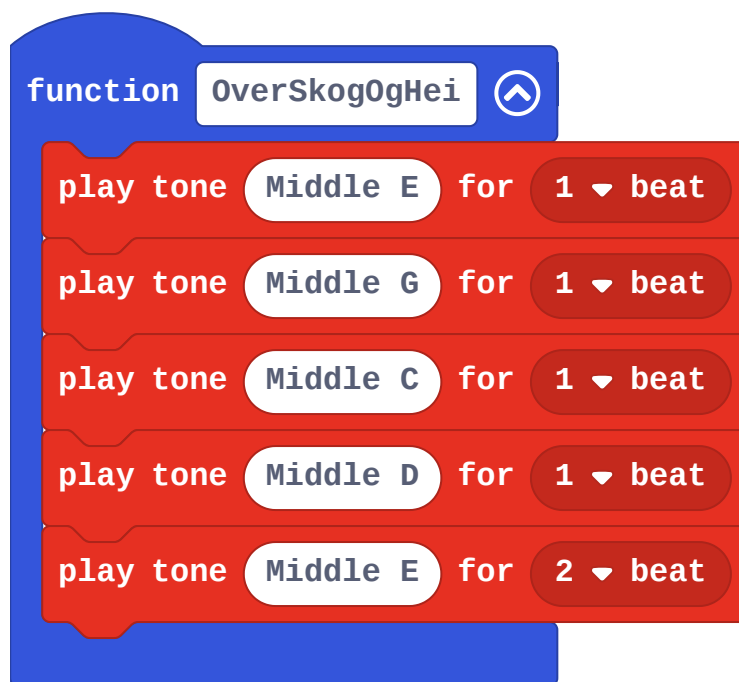 function OverSkogOgHei
play tone Middle E for 1 beat
play tone Middle G for 1 beat
play tone Middle C for 1 beat
play tone Middle D for 1 beat
play tone Middle E for 2 beat